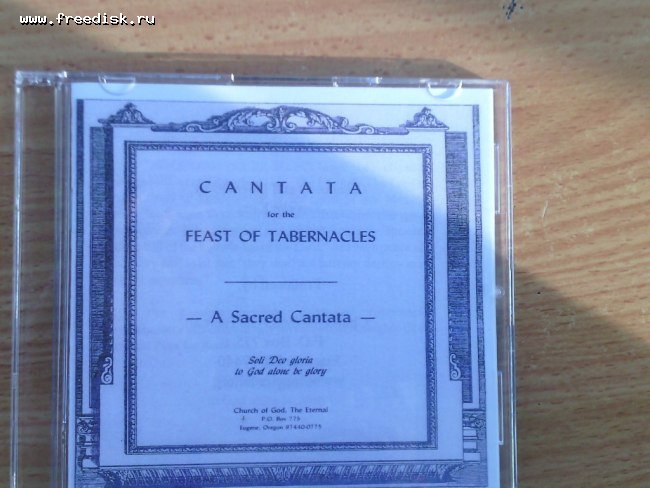 www.freedisk.ru
CANTATA
for the
FEAST OF TABERNACLES
— A Sacred Cantata —
Soli Deo gloria
to God alone be glory
Church of God, The Eternal
P.O. Box 775
Eugene, Oregon 97440-0775